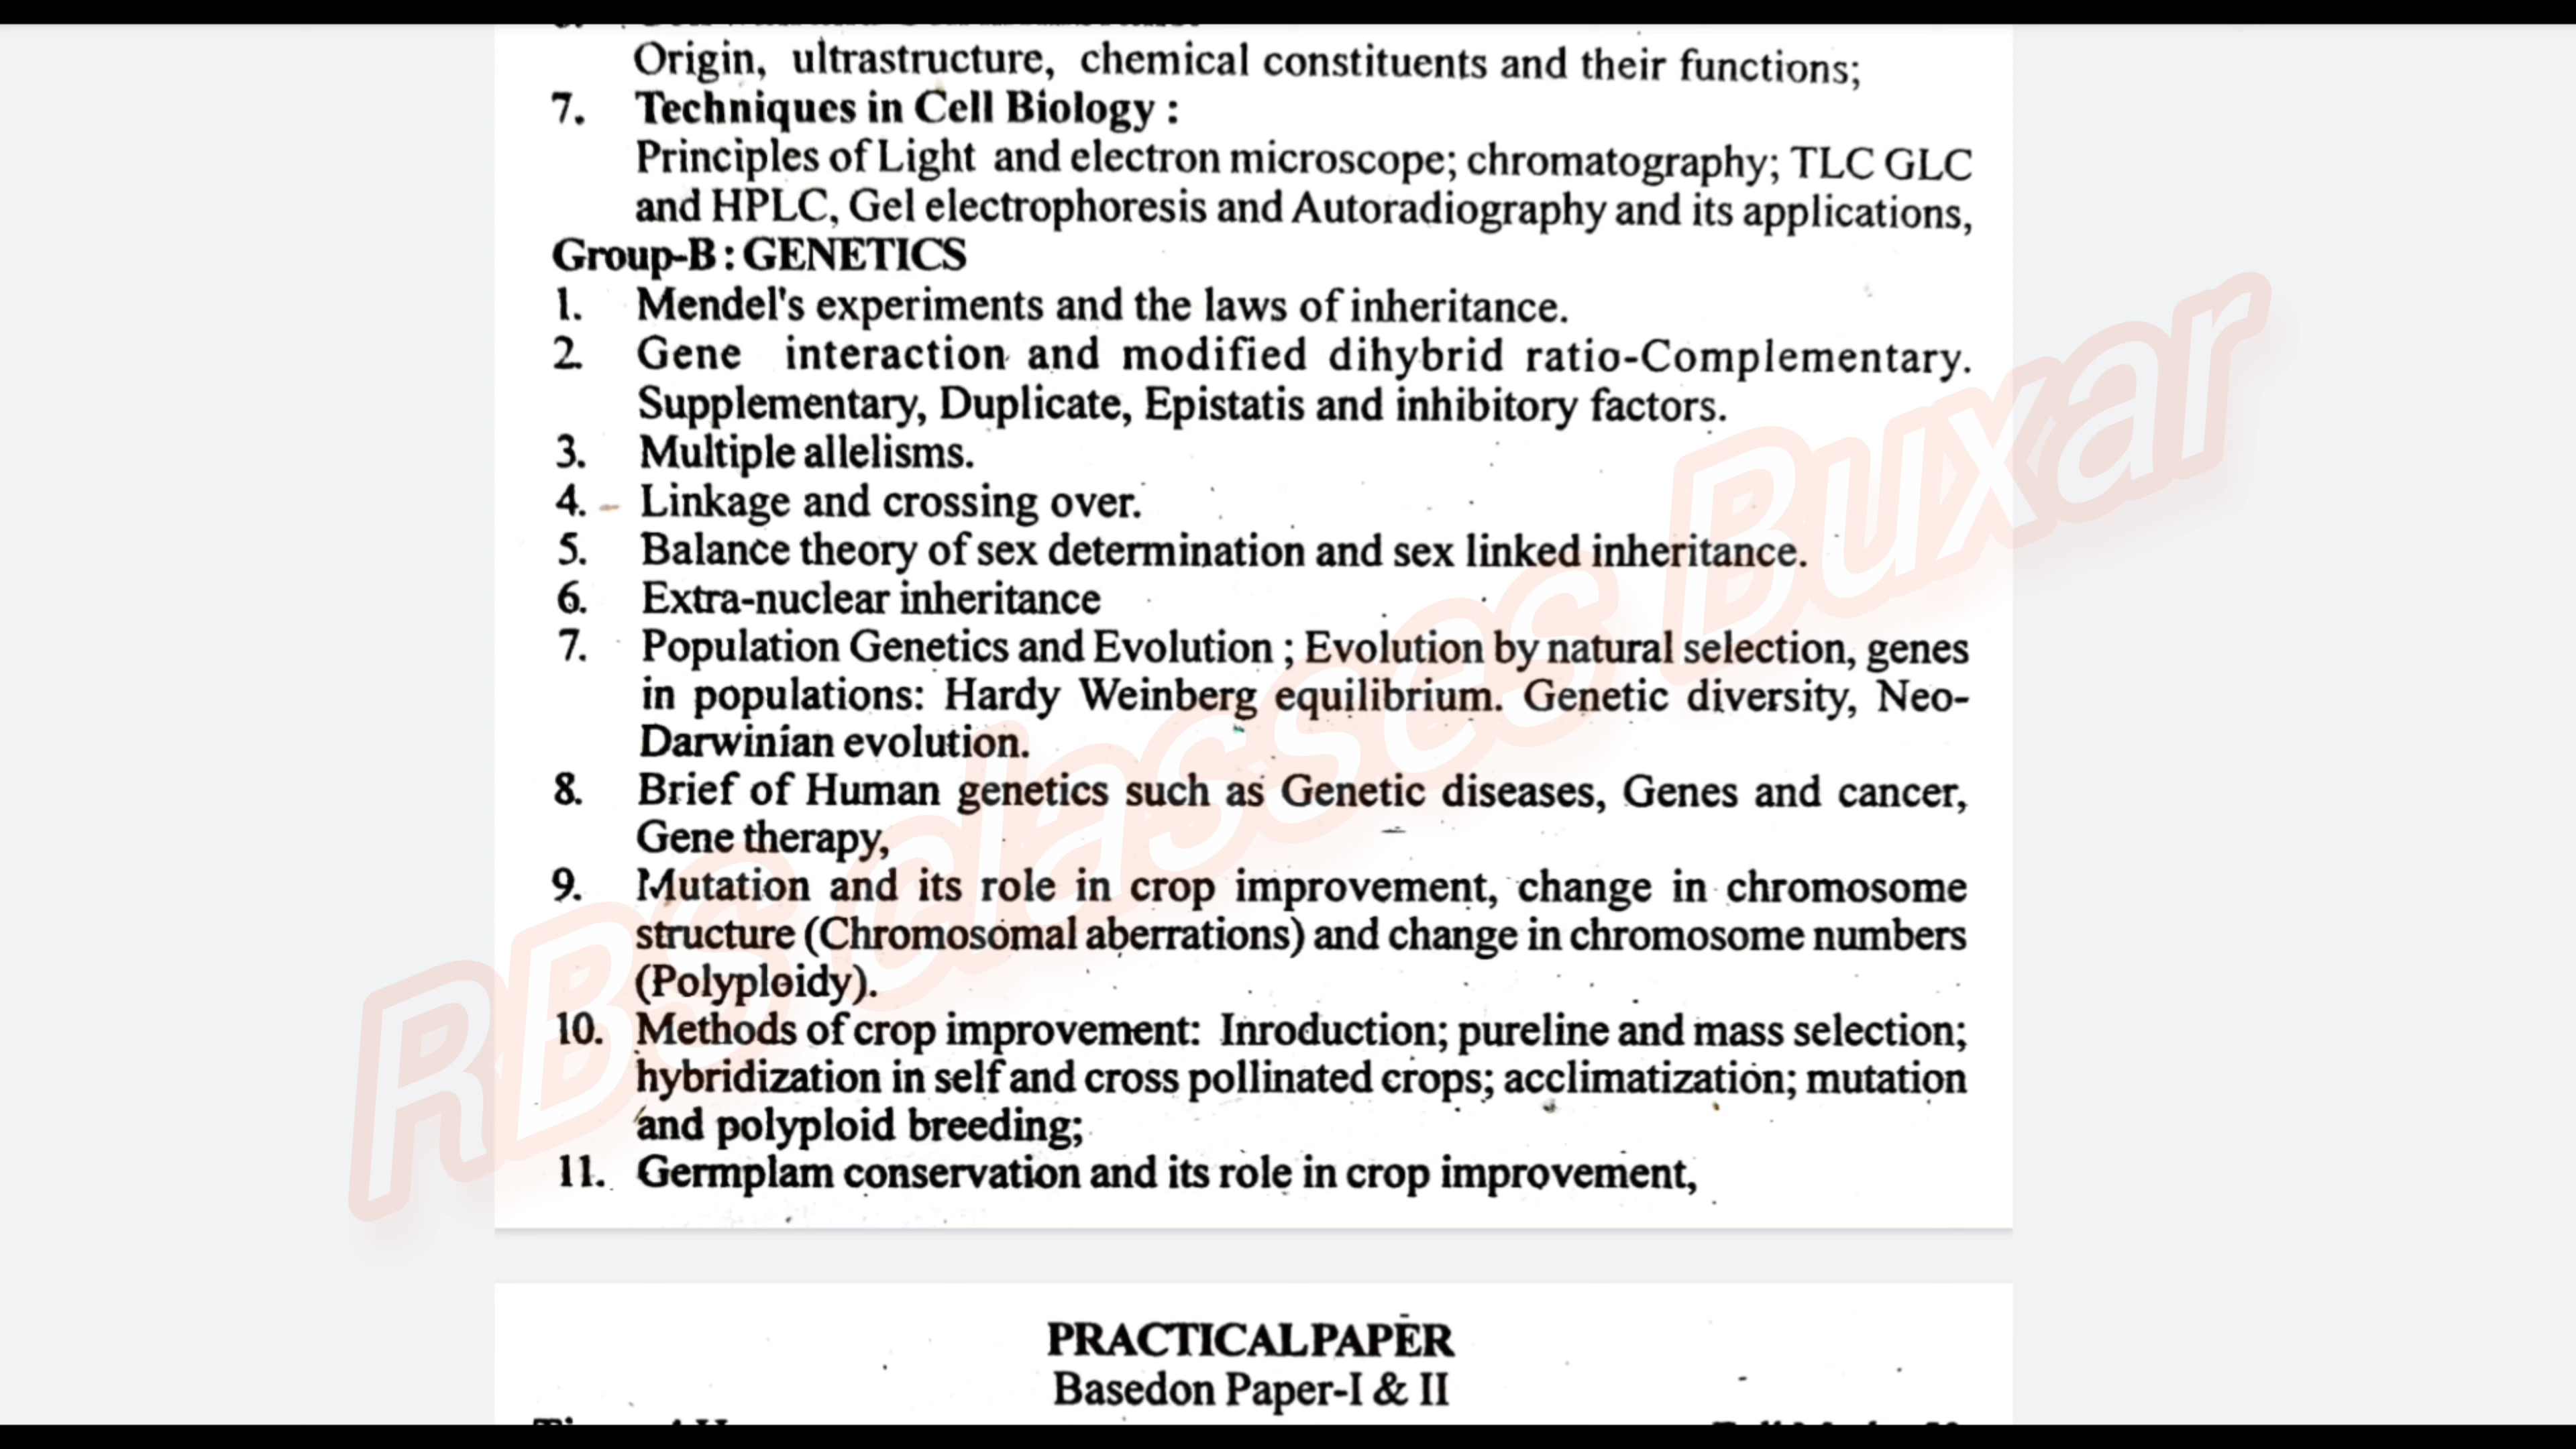 Origin, ultrastructure, chemical constituents and their functions;
7. Techniques in Cell Biology :
Principles of Light and electron microscope; chromatography; TLC GLC
and HPLC, Gel electrophoresis and Autoradiography and its applications,
Group-B : GENETICS
1. Mendel's experiments and the laws of inheritance.
2. Gene interaction and modified dihybrid ratio-Complementary.
Supplementary, Duplicate, Epistatis and inhibitory factors.
3. Multiple allelisms.
4. Linkage and crossing over.
5. Balance theory of sex determination and sex linked inheritance.
6. Extra-nuclear inheritance
7. Population Genetics and Evolution ; Evolution by natural selection, genes
in populations: Hardy Weinberg equilibrium. Genetic diversity, Neo-
Darwinian evolution.
8. Brief of Human genetics such as Genetic diseases, Genes and cancer,
Gene therapy,
9. Mutation and its role in crop improvement, change in chromosome
structure (Chromosomal aberrations) and change in chromosome numbers
(Polyploidy).
10. Methods of crop improvement: Inroduction; pureline and mass selection;
hybridization in self and cross pollinated crops; acclimatization; mutation
and polyploid breeding;
11. Germplam conservation and its role in crop improvement,
RBS classes Buxar
PRACTICAL PAPER
Basedon Paper-I & II